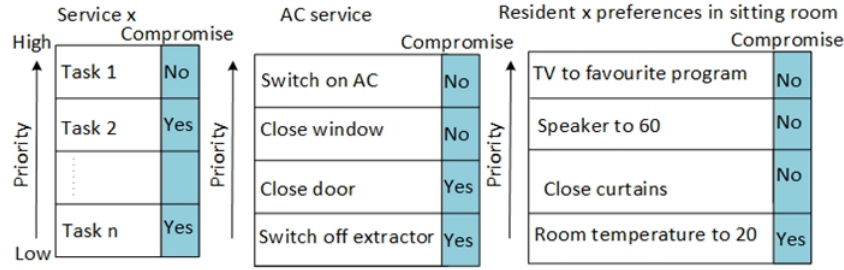 Service x
High Compromise
Task 1 No
Task 2 Yes
Task n Yes
Low
Priority
AC service
Compromise
Switch on AC No
Close window No
Close door Yes
Switch off extractor Yes
Priority
Resident x preferences in sitting room
Compromise
TV to favourite program No
Speaker to 60 No
Close curtains No
Room temperature to 20 Yes
Priority